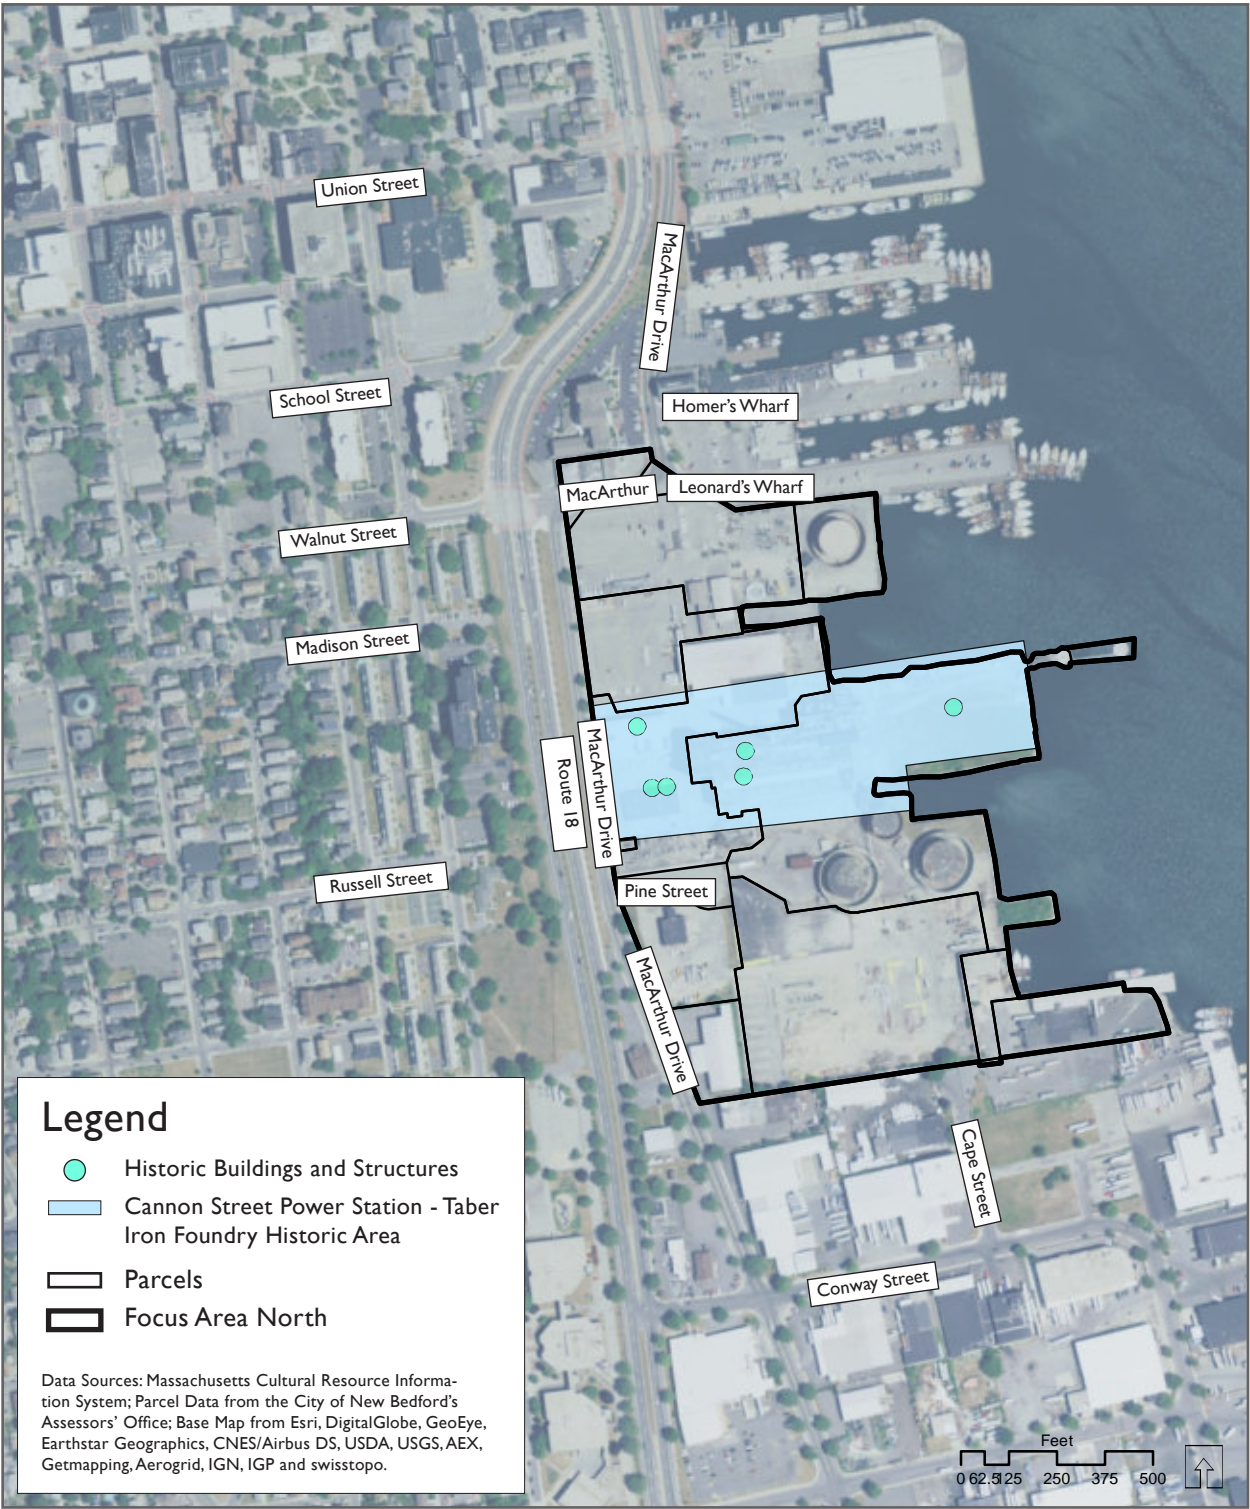 Union Street
MacArthur Drive
School Street
Homer's Wharf
MacArthur
Leonard's Wharf
Walnut Street
Madison Street
Route 18
MacArthur Drive
Russell Street
Pine Street
MacArthur Drive
Cape Street
Conway Street
Legend
Historic Buildings and Structures
Cannon Street Power Station - Taber
Iron Foundry Historic Area
Parcels
Focus Area North
Data Sources: Massachusetts Cultural Resource Informa-
tion System; Parcel Data from the City of New Bedford's
Assessors' Office; Base Map from Esri, DigitalGlobe, GeoEye,
Earthstar Geographics, CNES/Airbus DS, USDA, USGS, AEX,
Getmapping, Aerogrid, IGN, IGP and swisstopo.
Feet
0 62.5 125 250 375 500